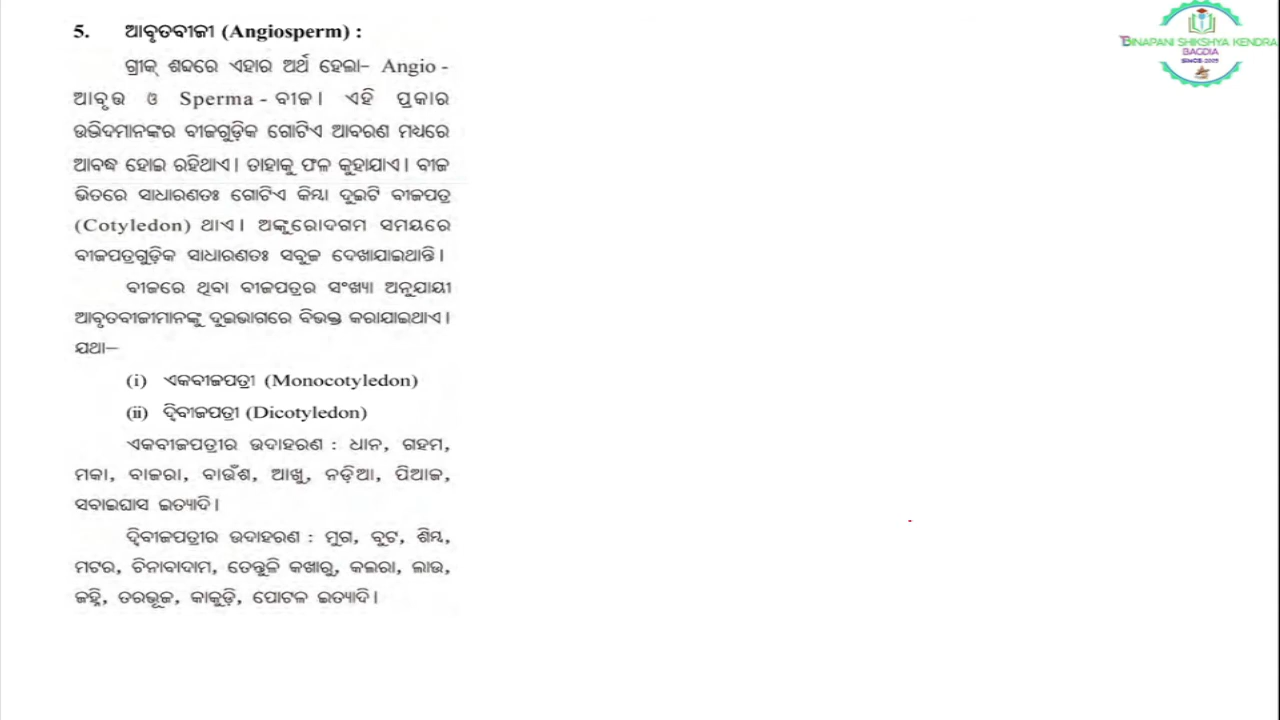 5. ଆବୃତବୀଜୀ (Angiosperm) :
ଗ୍ରୀକ୍ ଶବ୍ଦରେ ଏହାର ଅର୍ଥ ହେଲା– Angio -
ଆବୃତ ଓ Sperma - ବୀଜ। ଏହି ପ୍ରକାର
ଉଦ୍ଭିଦମାନଙ୍କର ବୀଜଗୁଡ଼ିକ ଗୋଟିଏ ଆବରଣ ମଧ୍ୟରେ
ଆବଦ୍ଧ ହୋଇ ରହିଥାଏ। ତାହାକୁ ଫଳ କୁହାଯାଏ। ବୀଜ
ଭିତରେ ସାଧାରଣତଃ ଗୋଟିଏ କିମ୍ବା ଦୁଇଟି ବୀଜପତ୍ର
(Cotyledon) ଥାଏ। ଅଙ୍କୁରୋଦଗମ ସମୟରେ
ବୀଜପତ୍ରଗୁଡ଼ିକ ସାଧାରଣତଃ ସବୁଜ ଦେଖାଯାଇଥାନ୍ତି।
ବୀଜରେ ଥିବା ବୀଜପତ୍ରର ସଂଖ୍ୟା ଅନୁଯାୟୀ
ଆବୃତବୀଜୀମାନଙ୍କୁ ଦୁଇଭାଗରେ ବିଭକ୍ତ କରାଯାଇଥାଏ।
ଯଥା–
(i) ଏକବୀଜପତ୍ରୀ (Monocotyledon)
(ii) ଦ୍ୱିବୀଜପତ୍ରୀ (Dicotyledon)
ଏକବୀଜପତ୍ରୀର ଉଦାହରଣ : ଧାନ, ଗହମ,
ମକା, ବାଜରା, ବାଉଁଶ, ଆଖୁ, ନଡ଼ିଆ, ପିଆଜ,
ସବାଇଘାସ ଇତ୍ୟାଦି।
ଦ୍ୱିବୀଜପତ୍ରୀର ଉଦାହରଣ : ମୁଗ, ବୁଟ, ଶିମ୍ବ,
ମଟର, ଚିନାବାଦାମ, ତେନ୍ତୁଳି କଖାରୁ, କଲରା, ଲାଉ,
ଜହ୍ନି, ତରଭୂଜ, କାକୁଡ଼ି, ପୋଟଳ ଇତ୍ୟାଦି।
BINAPANI SHIKSHYA KENDRA
BAGDIA
SINCE 2005